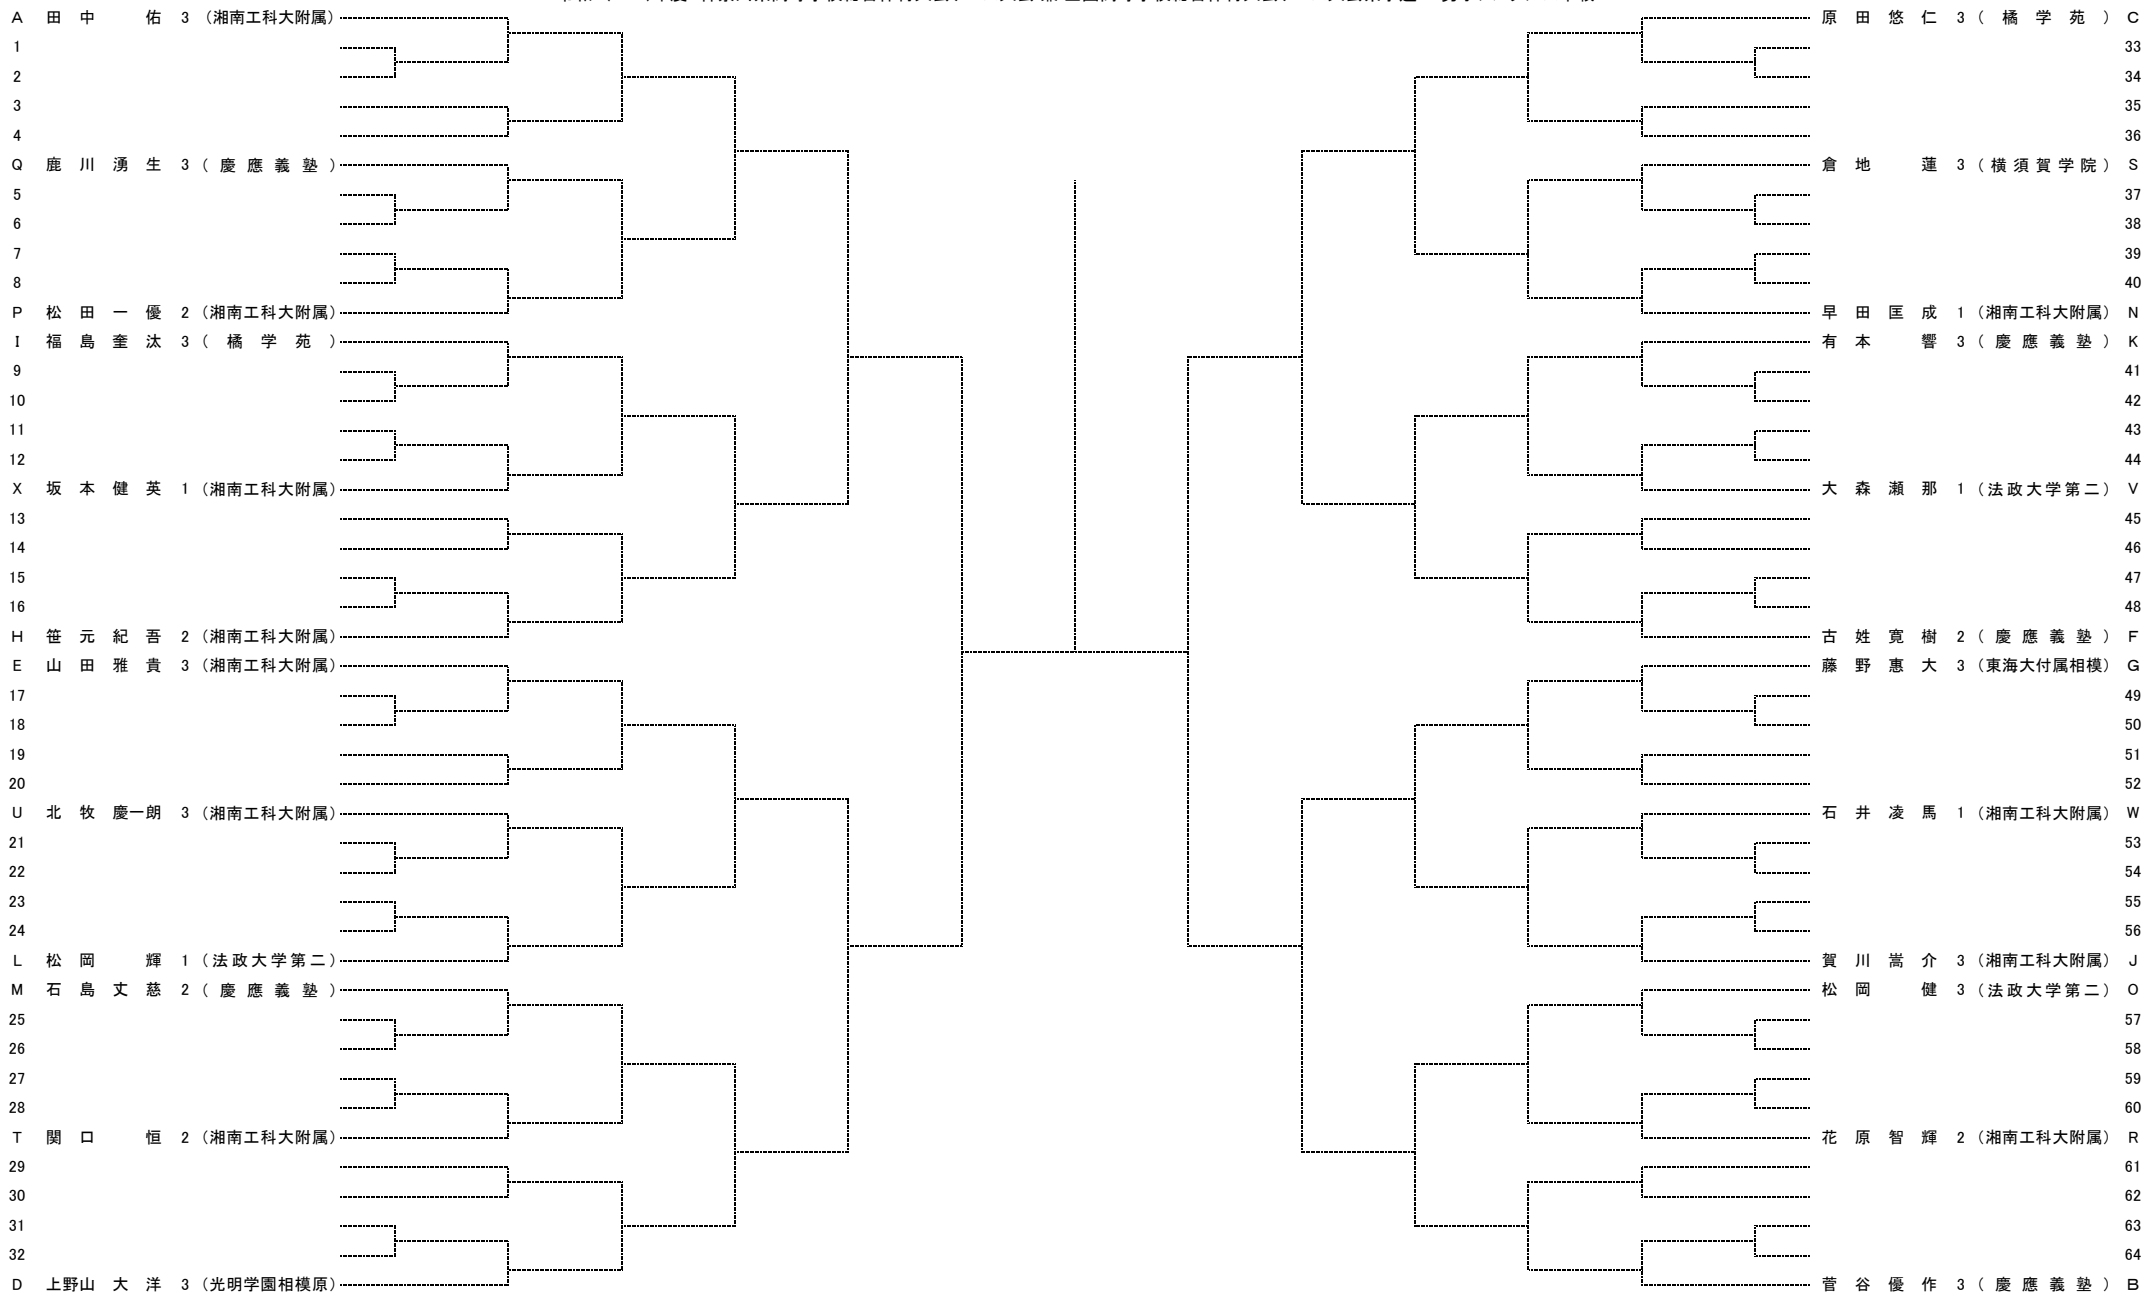 A 田中 佑 3 (湘南工科大附属)
1
2
3
4
Q 鹿川湧生 3 (慶應義塾)
5
6
7
8
P 松田一優 2 (湘南工科大附属)
I 福島奎汰 3 (橘学苑)
9
10
11
12
X 坂本健英 1 (湘南工科大附属)
13
14
15
16
H 笹元紀吾 2 (湘南工科大附属)
E 山田雅貴 3 (湘南工科大附属)
17
18
19
20
U 北牧慶一朗 3 (湘南工科大附属)
21
22
23
24
L 松岡 輝 1 (法政大学第二)
M 石島丈慈 2 (慶應義塾)
25
26
27
28
T 関口 恒 2 (湘南工科大附属)
29
30
31
32
D 上野山大洋 3 (光明学園相模原)
原田悠仁 3 (橘学苑) C
33
34
35
36
倉地 蓮 3 (横須賀学院) S
37
38
39
40
早田匡成 1 (湘南工科大附属) N
有本 響 3 (慶應義塾) K
41
42
43
44
大森瀬那 1 (法政大学第二) V
45
46
47
48
古姓寛樹 2 (慶應義塾) F
藤野惠大 3 (東海大付属相模) G
49
50
51
52
石井凌馬 1 (湘南工科大附属) W
53
54
55
56
賀川嵩介 3 (湘南工科大附属) J
松岡 健 3 (法政大学第二) O
57
58
59
60
花原智輝 2 (湘南工科大附属) R
61
62
63
64
菅谷優作 3 (慶應義塾) B